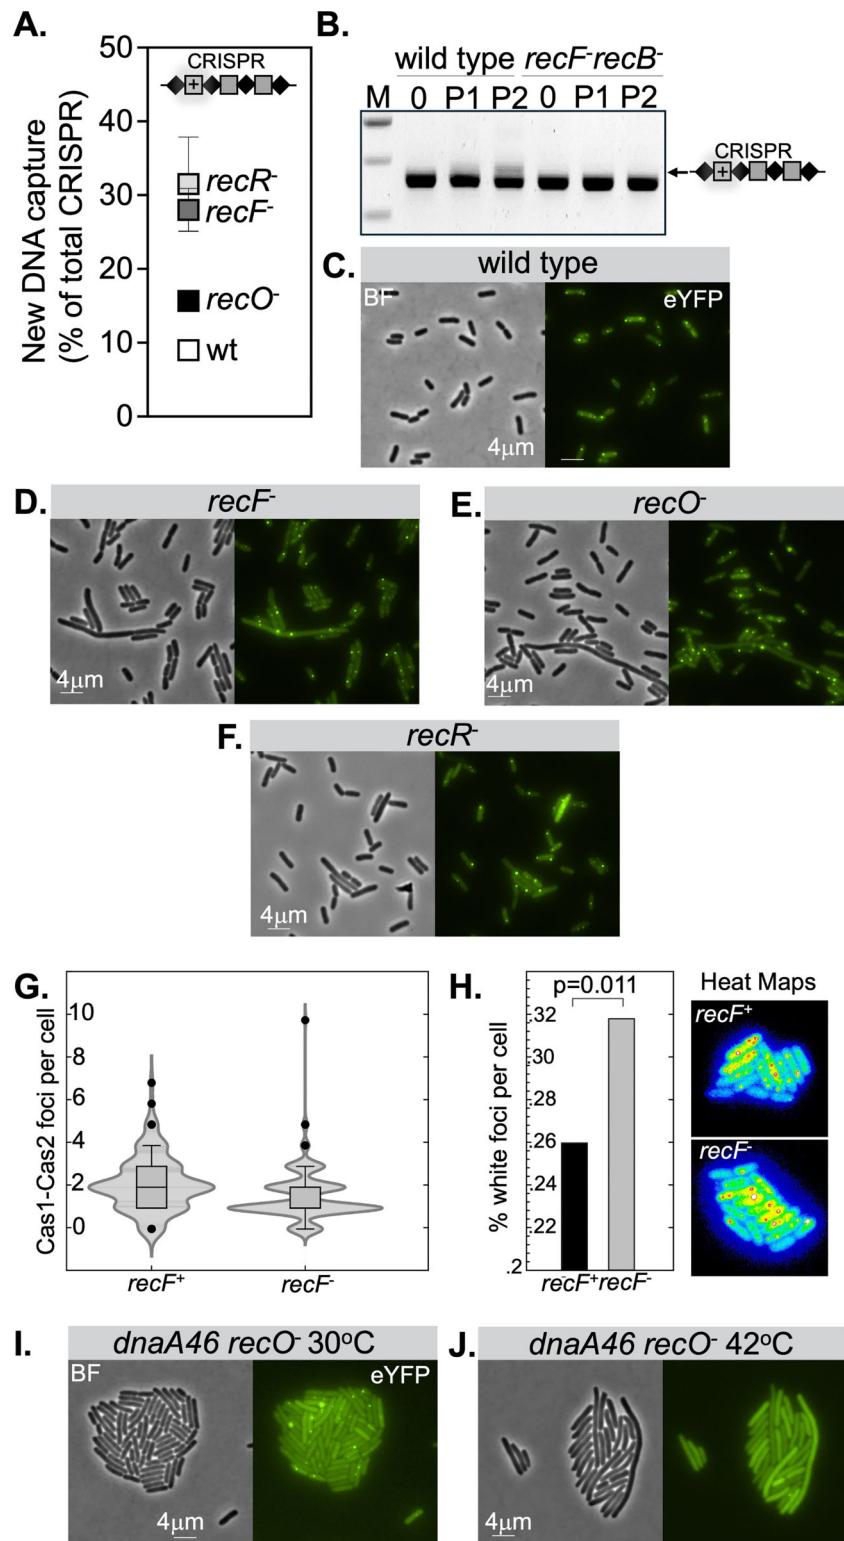 A.
50
40
30
20
10
0
New DNA capture
(% of total CRISPR)
CRISPR
+
recR-
recF-
recO-
wt
B.
wild type recF-recB-
M 0 P1 P2 0 P1 P2
CRISPR
+
C.
wild type
BF
eYFP
4μm
D.
recF-
4μm
E.
recO-
4μm
F.
recR-
4μm
G.
Cas1-Cas2 foci per cell
10
8
6
4
2
0
recF+
recF-
H.
% white foci per cell
p=0.011
.32
.30
.26
.24
.22
.2
recF+ recF-
Heat Maps
recF+
recF-
I.
dnaA46 recO- 30oC
BF
eYFP
4μm
J.
dnaA46 recO- 42oC
4μm